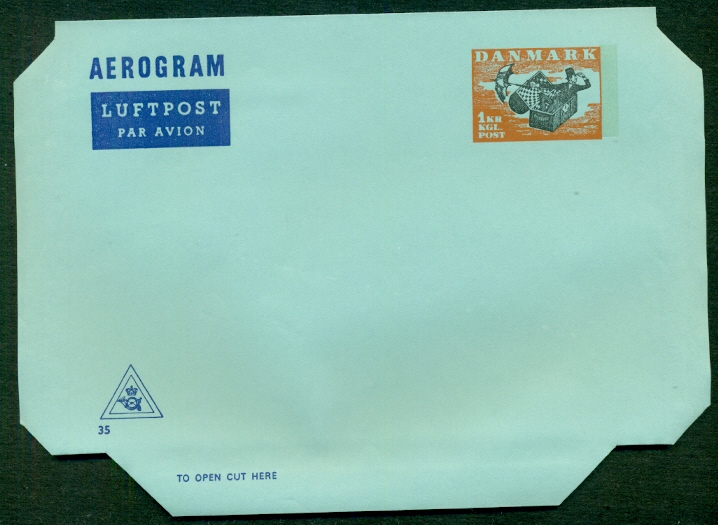 AEROGRAM
LUFTPOST
PAR AVION
DANMARK
1 KR
KGL.
POST
35
TO OPEN CUT HERE